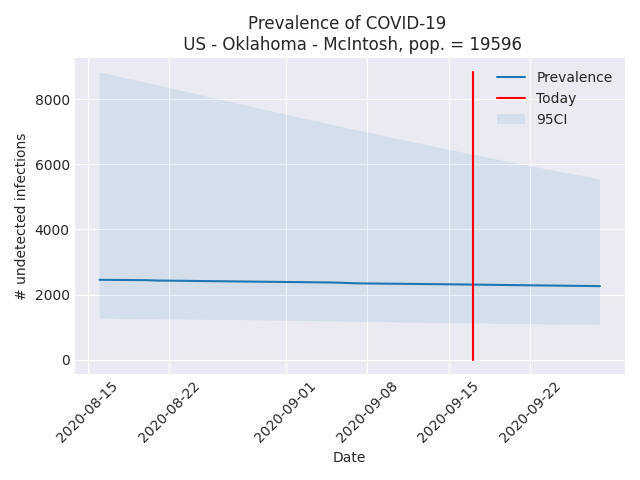 Prevalence of COVID-19
US - Oklahoma - McIntosh, pop. = 19596
Prevalence
Today
95CI
# undetected infections
8000
6000
4000
2000
0
2020-08-15
2020-08-22
2020-09-01
2020-09-08
2020-09-15
2020-09-22
Date